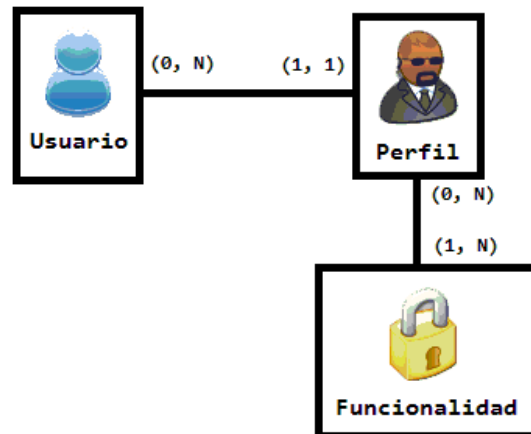 (0, N) (1, 1)
Usuario
Perfil
(0, N)
(1, N)
Funcionalidad